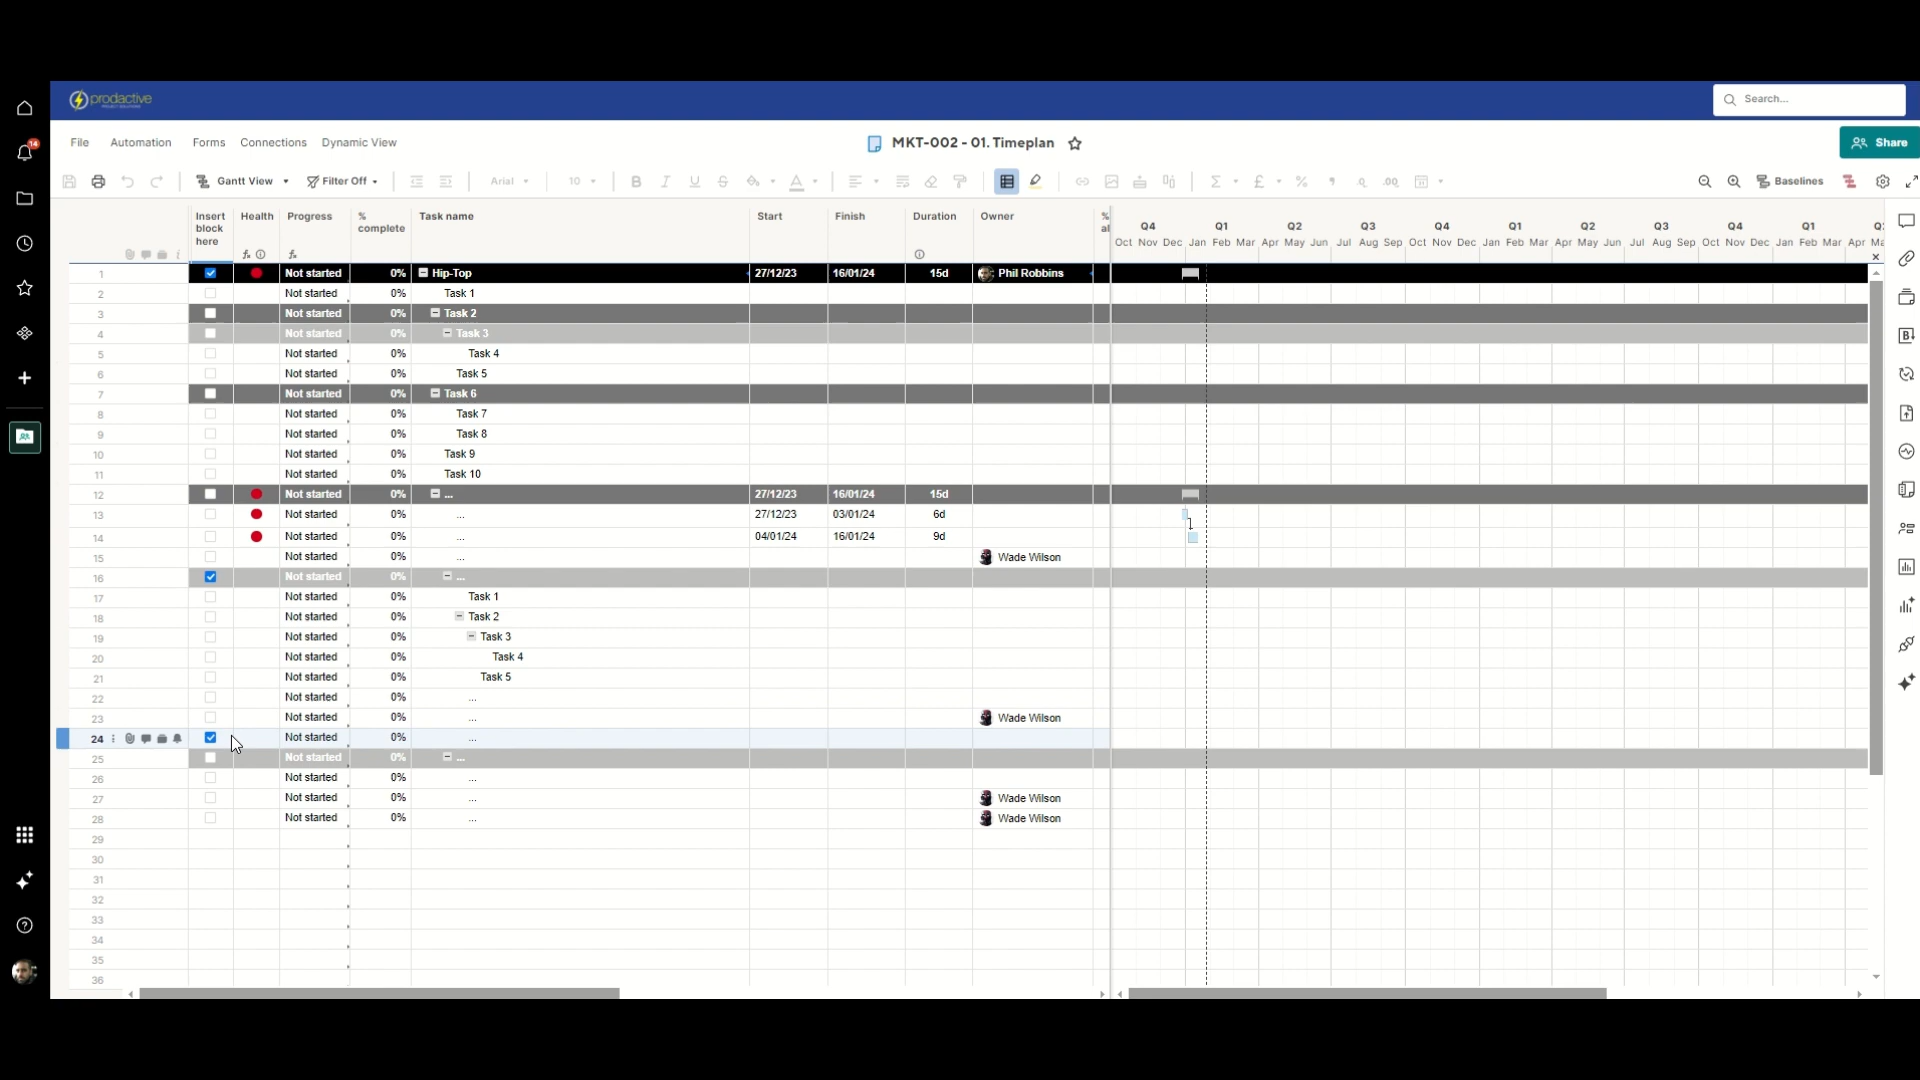 prodactive
Search...
14
File Automation Forms Connections Dynamic View
MKT-002 - 01. Timeplan
Share
Gantt View Filter Off Arial 10 B I U S A Σ £ % .0 .00 Baselines
Insert block here Health Progress % complete Task name Start Finish Duration Owner % al
Q4 Q1 Q2 Q3 Q4 Q1 Q2 Q3 Q4 Q1 Q2
Oct Nov Dec Jan Feb Mar Apr May Jun Jul Aug Sep Oct Nov Dec Jan Feb Mar Apr May Jun Jul Aug Sep Oct Nov Dec Jan Feb Mar Apr Ma
1 Not started 0% Hip-Top 27/12/23 16/01/24 15d Phil Robbins
2 Not started 0% Task 1
3 Not started 0% Task 2
4 Not started 0% Task 3
5 Not started 0% Task 4
6 Not started 0% Task 5
7 Not started 0% Task 6
8 Not started 0% Task 7
9 Not started 0% Task 8
10 Not started 0% Task 9
11 Not started 0% Task 10
12 Not started 0% ... 27/12/23 16/01/24 15d
13 Not started 0% ... 27/12/23 03/01/24 6d
14 Not started 0% ... 04/01/24 16/01/24 9d
15 Not started 0% ... Wade Wilson
16 Not started 0% ...
17 Not started 0% Task 1
18 Not started 0% Task 2
19 Not started 0% Task 3
20 Not started 0% Task 4
21 Not started 0% Task 5
22 Not started 0% ...
23 Not started 0% ... Wade Wilson
24 Not started 0% ...
25 Not started 0% ...
26 Not started 0% ...
27 Not started 0% ... Wade Wilson
28 Not started 0% ... Wade Wilson
29
30
31
32
33
34
35
36